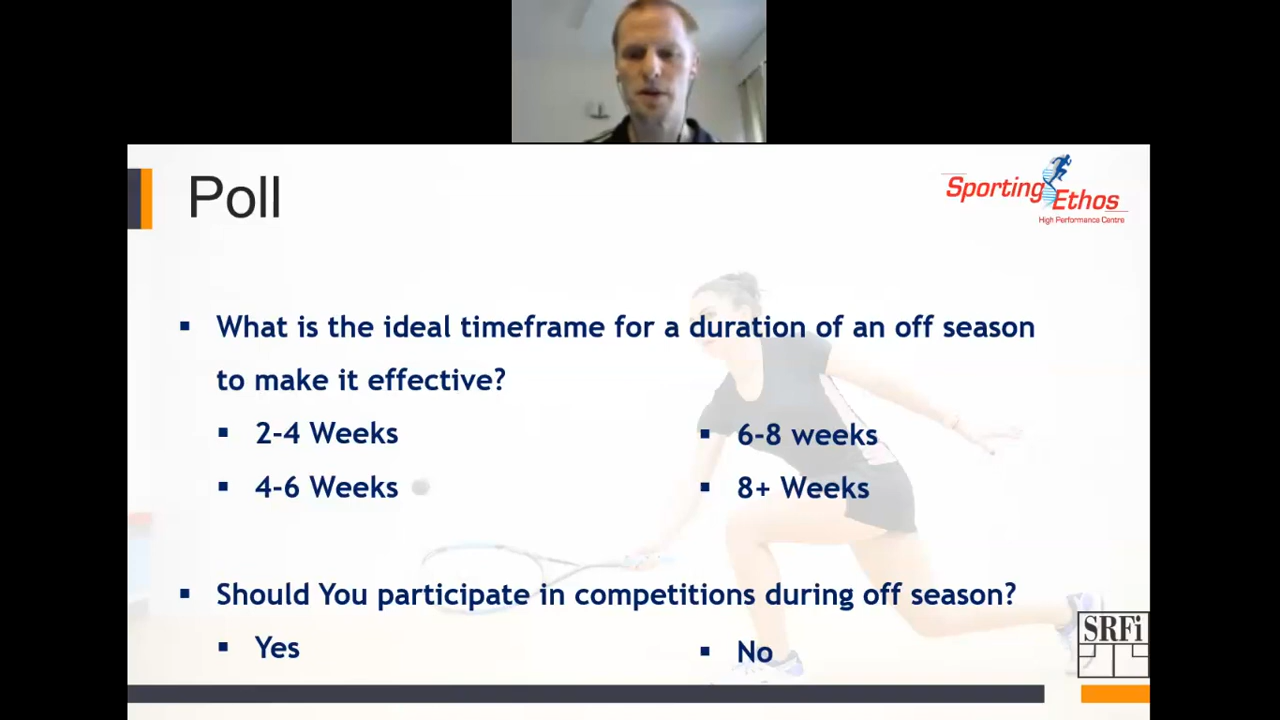 Poll
Sporting Ethos
High Performance Centre
What is the ideal timeframe for a duration of an off season
to make it effective?
2-4 Weeks
6-8 weeks
4-6 Weeks
8+ Weeks
Should You participate in competitions during off season?
Yes
No
SRFi